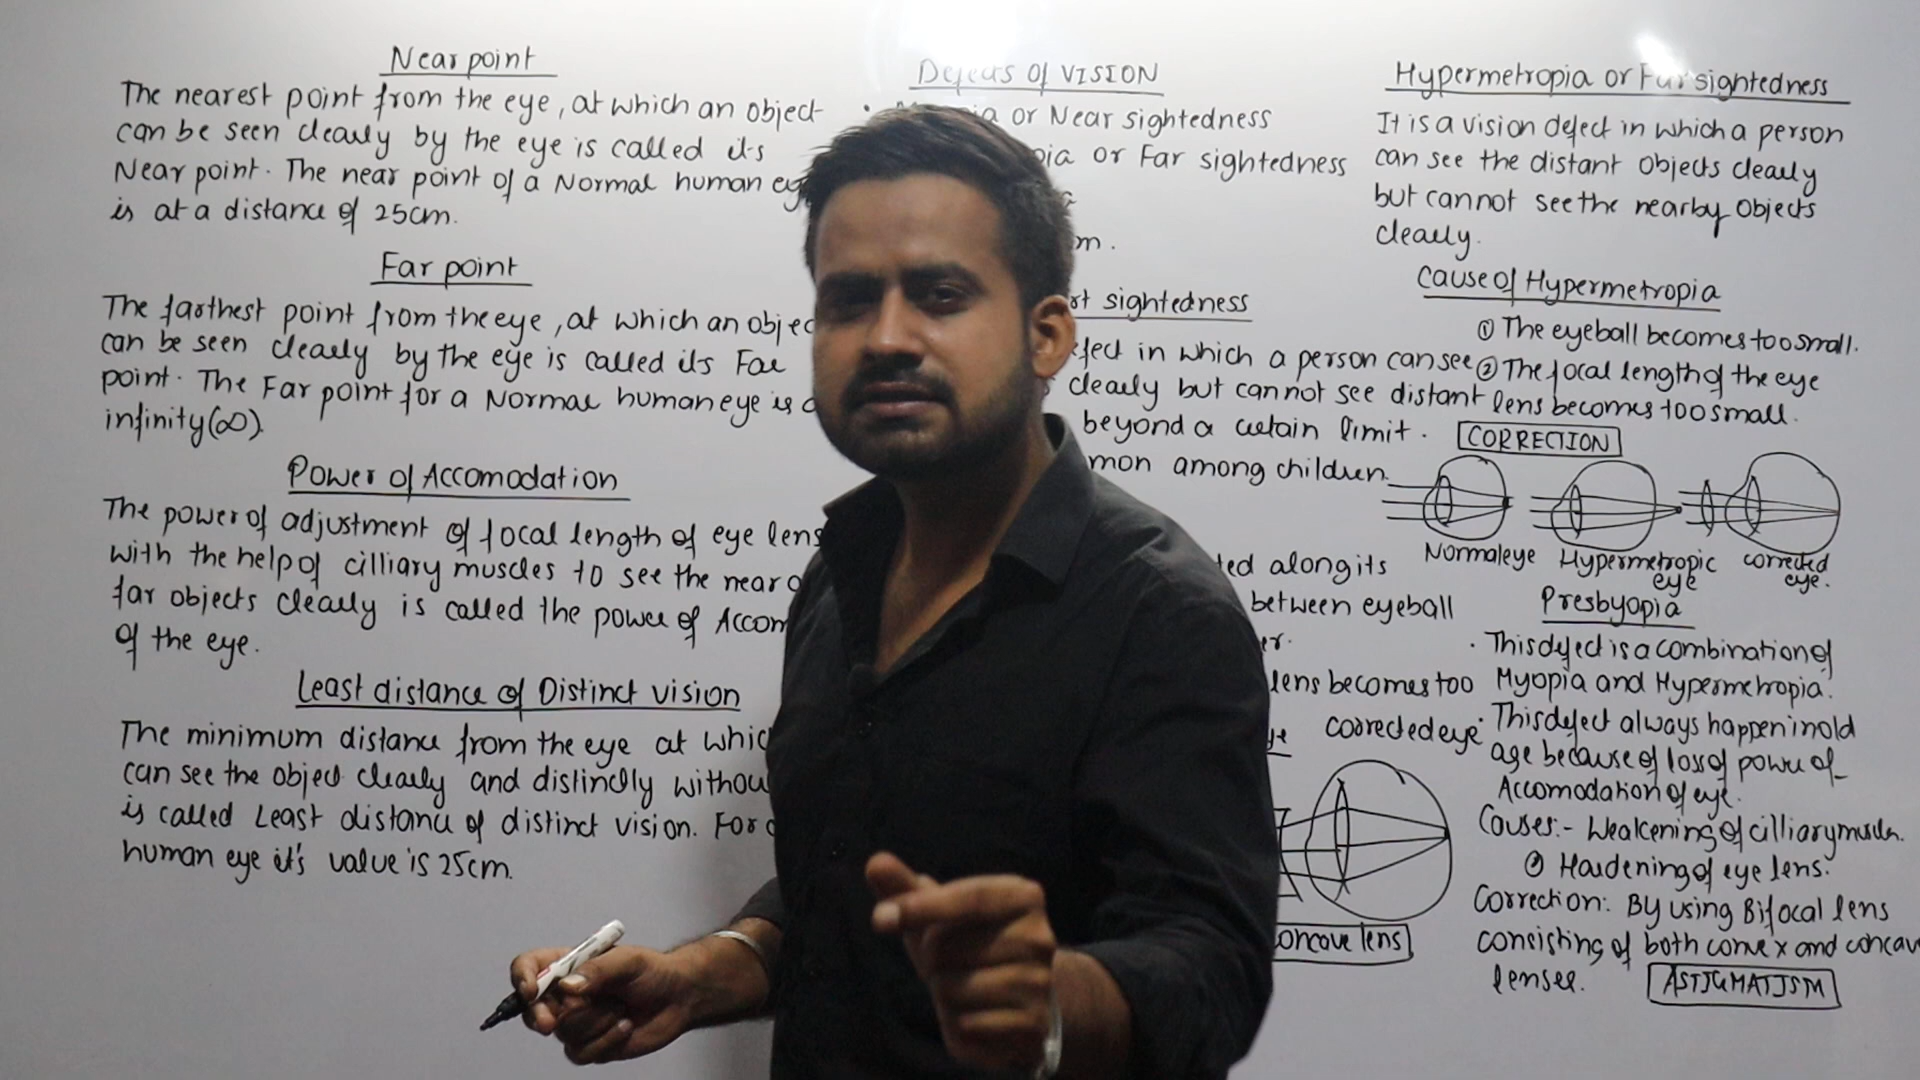 Near point
The nearest point from the eye, at which an object
can be seen clearly by the eye is called it's
Near point. The near point of a Normal human
is at a distance of 25cm.
Far point
The farthest point from the eye, at which an
can be seen clearly by the eye is called its Far
point. The Far point for a Normal human eye is
infinity (∞).
Power of Accomodation
The power of adjustment of focal length of eye lens
with the help of cilliary muscles to see the near
far objects clearly is called the power of
of the eye.
Least distance of Distinct vision
The minimum distance from the eye at
can see the object clearly and distinctly
is called Least distance of distinct vision. For
human eye it's value is 25cm.
Defects Of VISION
or Near sightedness
or Far sightedness
sightedness
in which a person can see
clearly but cannot see distant
beyond a certain limit.
among children.
along its
between eyeball
lens becomes too
corrected eye
lens
Hypermetropia or Far sightedness
It is a vision defect in which a person
can see the distant objects clearly
but cannot see the nearby objects
clearly.
Cause of Hypermetropia
① The eyeball becomes too small.
② The focal length of the eye
lens becomes too small.
CORRECTION
Normal eye
Hypermetropic
eye
corrected
eye.
Presbyopia
· This defect is a combination of
Myopia and Hypermetropia.
· This defect always happen in old
age because of loss of power of
Accomodation of eye.
Causes:- Weakening of cilliary muscles.
② Hardening of eye lens.
Correction: By using Bifocal lens
consisting of both convex and
lenses.
ASTIGMATISM